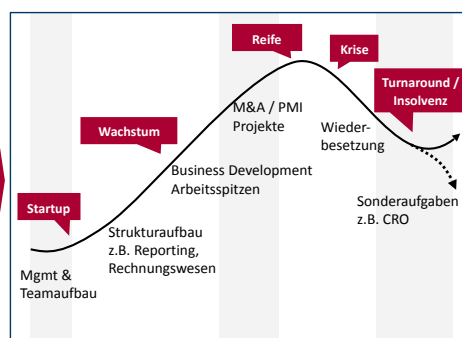 Reife
Krise
Turnaround /
Insolvenz
M&A / PMI
Projekte
Wachstum
Wieder-
besetzung
Business Development
Arbeitsspitzen
Startup
Sonderaufgaben
z.B. CRO
Strukturaufbau
z.B. Reporting,
Rechnungswesen
Mgmt &
Teamaufbau